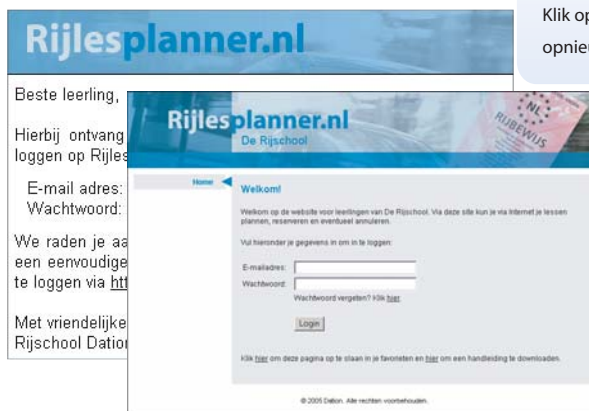 Klik op
opnieu
Rijlesplanner.nl
Beste leerling,
Hierbij ontvang
loggen op Rijles
E-mail adres:
Wachtwoord:
We raden je aa
een eenvoudige
te loggen via htt
Met vriendelijke
Rijschool Dation
Rijlesplanner.nl
De Rijschool
NL
RIJBEWIJS
Home
Welkom!
Welkom op de website voor leerlingen van De Rijschool. Via deze site kun je via Internet je lessen
plannen, reserveren en eventueel annuleren.
Vul hieronder je gegevens in om in te loggen:
E-mailadres:
Wachtwoord:
Wachtwoord vergeten? Klik hier.
Login
Klik hier om deze pagina op te slaan in je favorieten en hier om een handleiding te downloaden.
© 2005 Dation. Alle rechten voorbehouden.